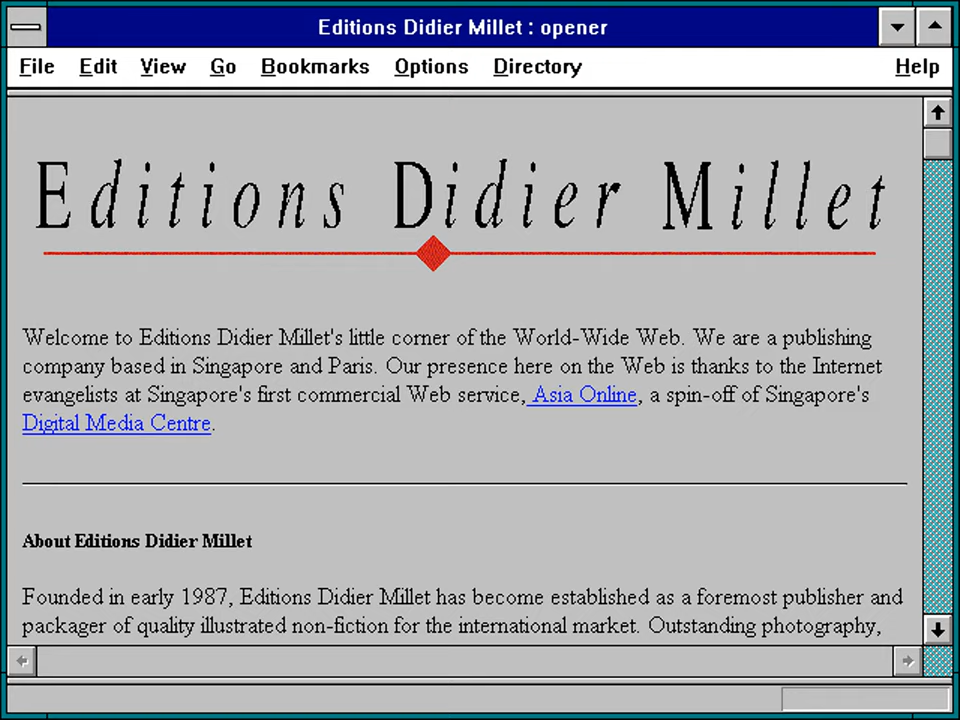 Editions Didier Millet : opener
File Edit View Go Bookmarks Options Directory Help
Editions Didier Millet
Welcome to Editions Didier Millet's little corner of the World-Wide Web. We are a publishing
company based in Singapore and Paris. Our presence here on the Web is thanks to the Internet
evangelists at Singapore's first commercial Web service, Asia Online, a spin-off of Singapore's
Digital Media Centre.
About Editions Didier Millet
Founded in early 1987, Editions Didier Millet has become established as a foremost publisher and
packager of quality illustrated non-fiction for the international market. Outstanding photography,